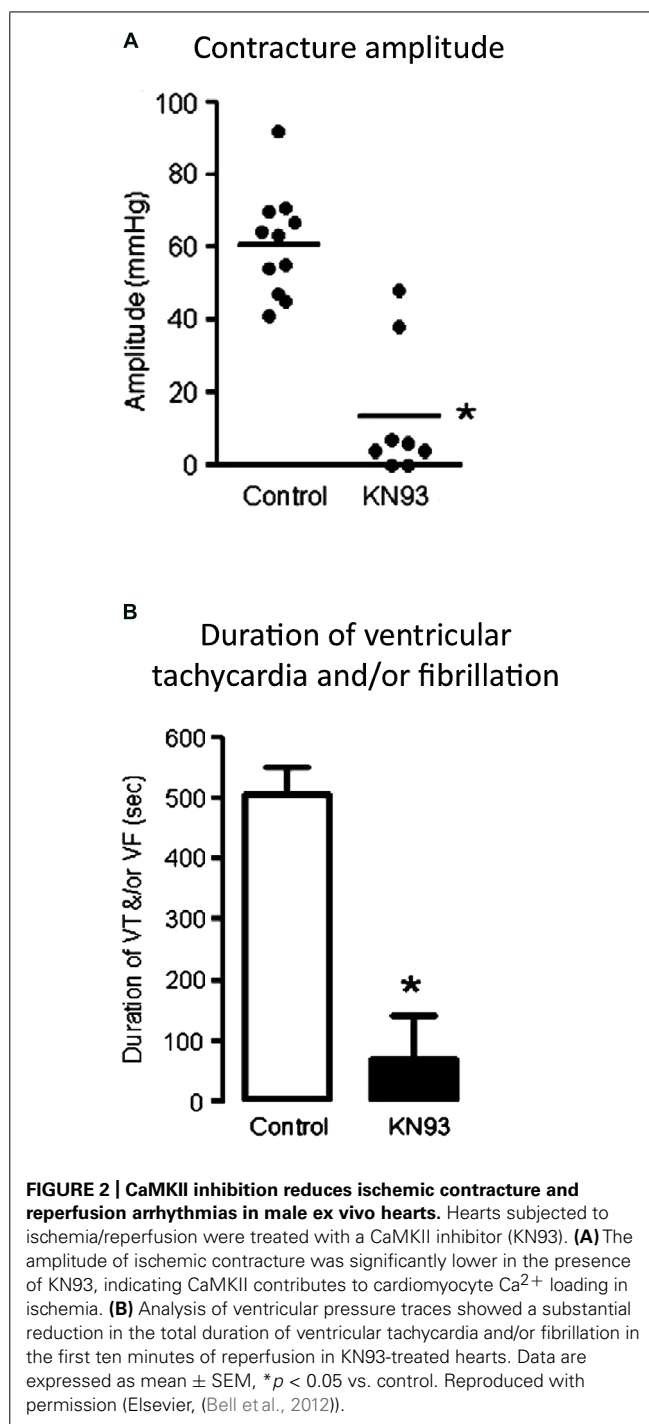 A
Contracture amplitude
Amplitude (mmHg)
100
80
60
40
20
0
*
Control KN93
B
Duration of ventricular
tachycardia and/or fibrillation
Duration of VT &/or VF (sec)
600
500
400
300
200
100
0
*
Control KN93
FIGURE 2 | CaMKII inhibition reduces ischemic contracture and
reperfusion arrhythmias in male ex vivo hearts. Hearts subjected to
ischemia/reperfusion were treated with a CaMKII inhibitor (KN93). (A) The
amplitude of ischemic contracture was significantly lower in the presence
of KN93, indicating CaMKII contributes to cardiomyocyte Ca²⁺ loading in
ischemia. (B) Analysis of ventricular pressure traces showed a substantial
reduction in the total duration of ventricular tachycardia and/or fibrillation in
the first ten minutes of reperfusion in KN93-treated hearts. Data are
expressed as mean ± SEM, *p < 0.05 vs. control. Reproduced with
permission (Elsevier, (Bell et al., 2012)).